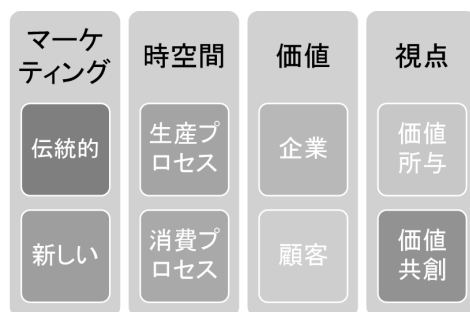 マーケ
ティング
時空間
価値
視点
伝統的
生産プ
ロセス
企業
価値
所与
新しい
消費プ
ロセス
顧客
価値
共創